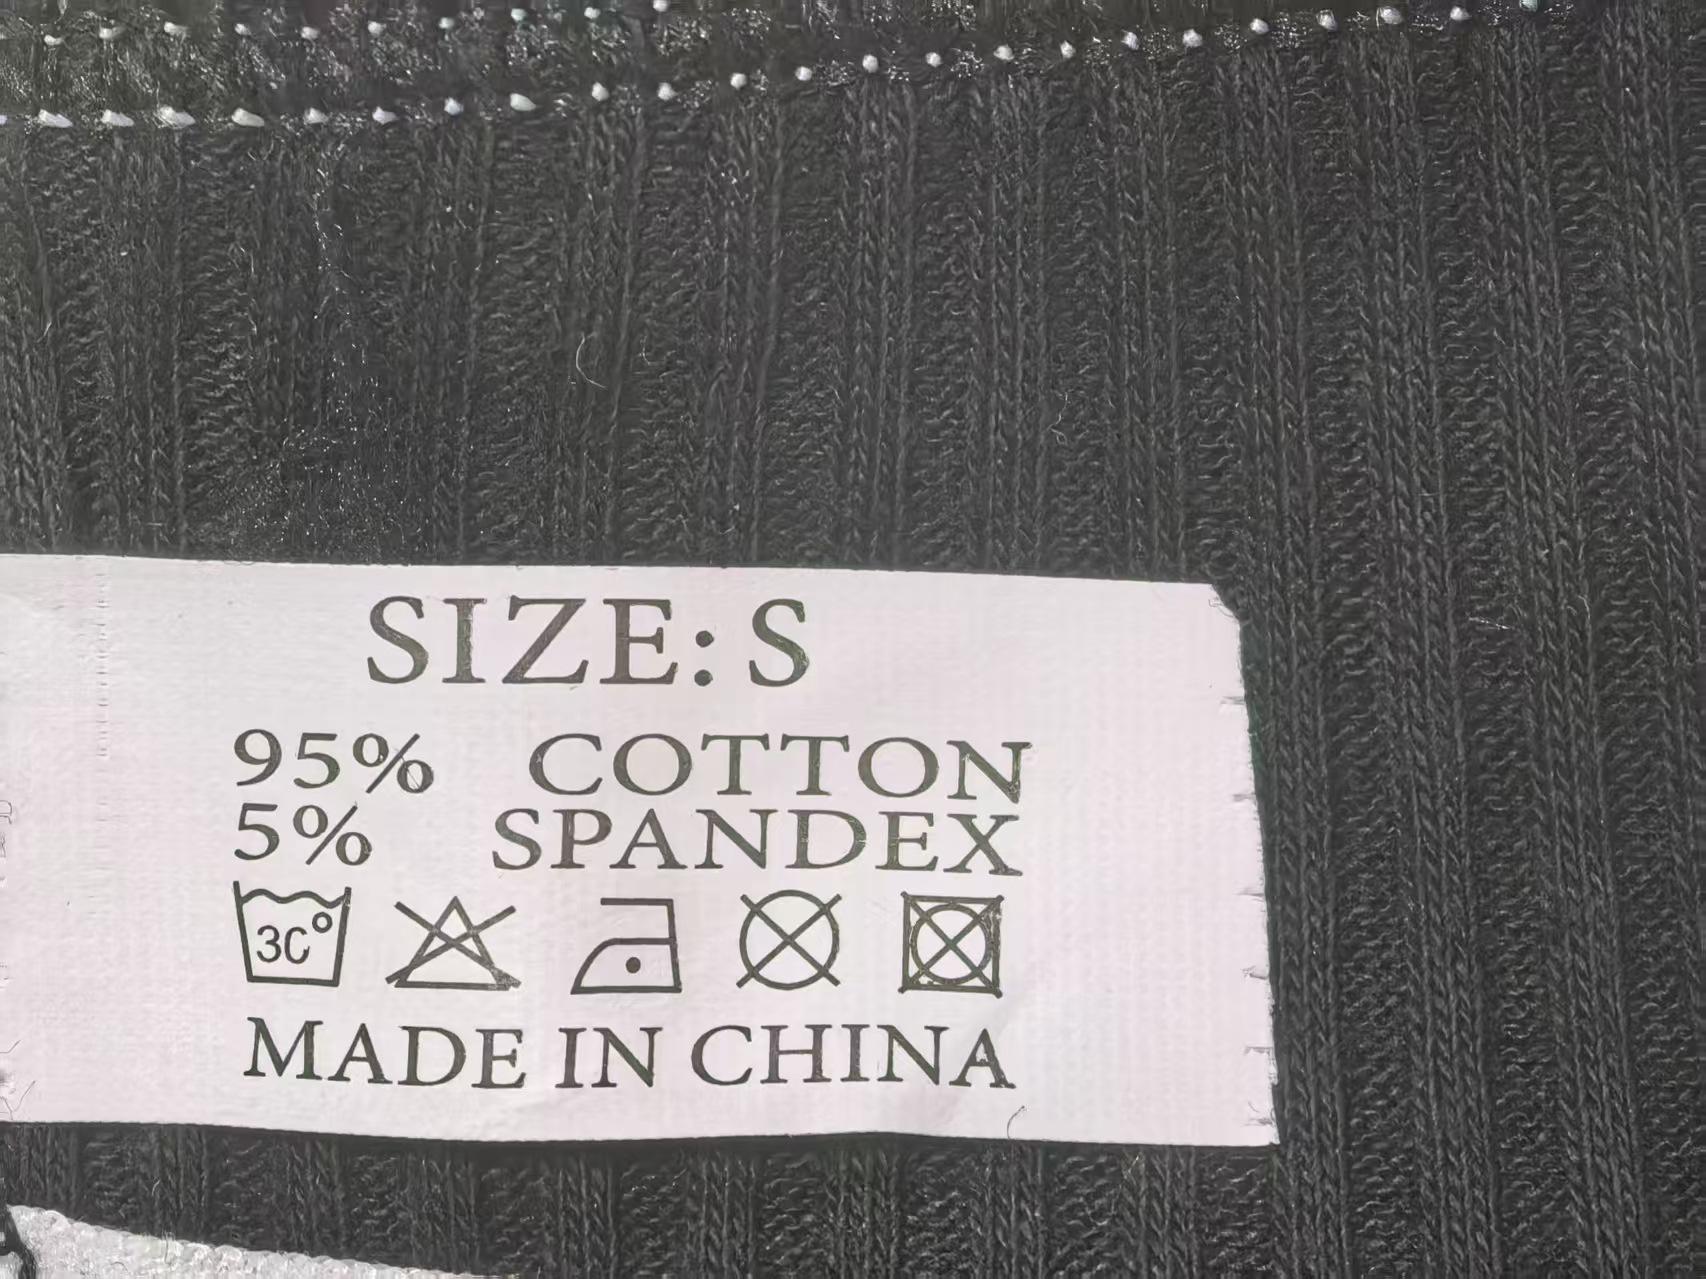 SIZE: S
95% COTTON
5% SPANDEX
30°
MADE IN CHINA